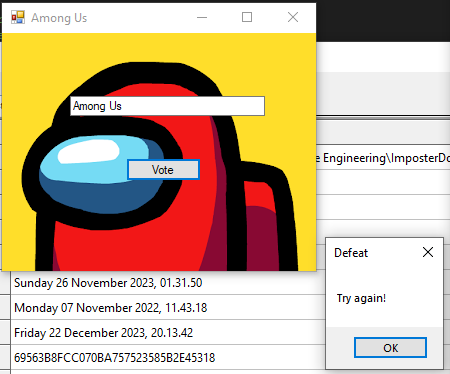 Among Us
Among Us
Vote
e Engineering\ImposterDo
Defeat
Try again!
OK
Sunday 26 November 2023, 01.31.50
Monday 07 November 2022, 11.43.18
Friday 22 December 2023, 20.13.42
69563B8FCC070BA757523585B2E45318